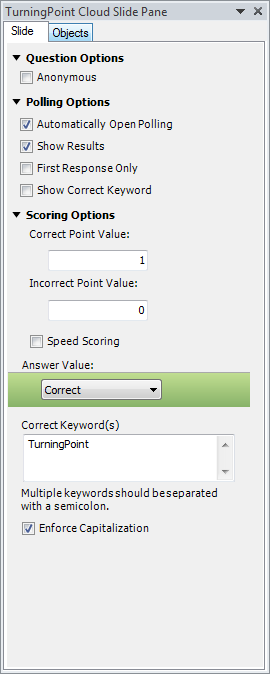 TurningPoint Cloud Slide Pane
Slide Objects
Question Options
Anonymous
Polling Options
Automatically Open Polling
Show Results
First Response Only
Show Correct Keyword
Scoring Options
Correct Point Value:
1
Incorrect Point Value:
0
Speed Scoring
Answer Value:
Correct
Correct Keyword(s)
TurningPoint
Multiple keywords should be separated
with a semicolon.
Enforce Capitalization